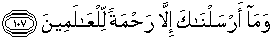 وَمَآ أَرْسَلْنَٰكَ إِلَّا رَحْمَةً لِّلْعَٰلَمِينَ ١٠٧